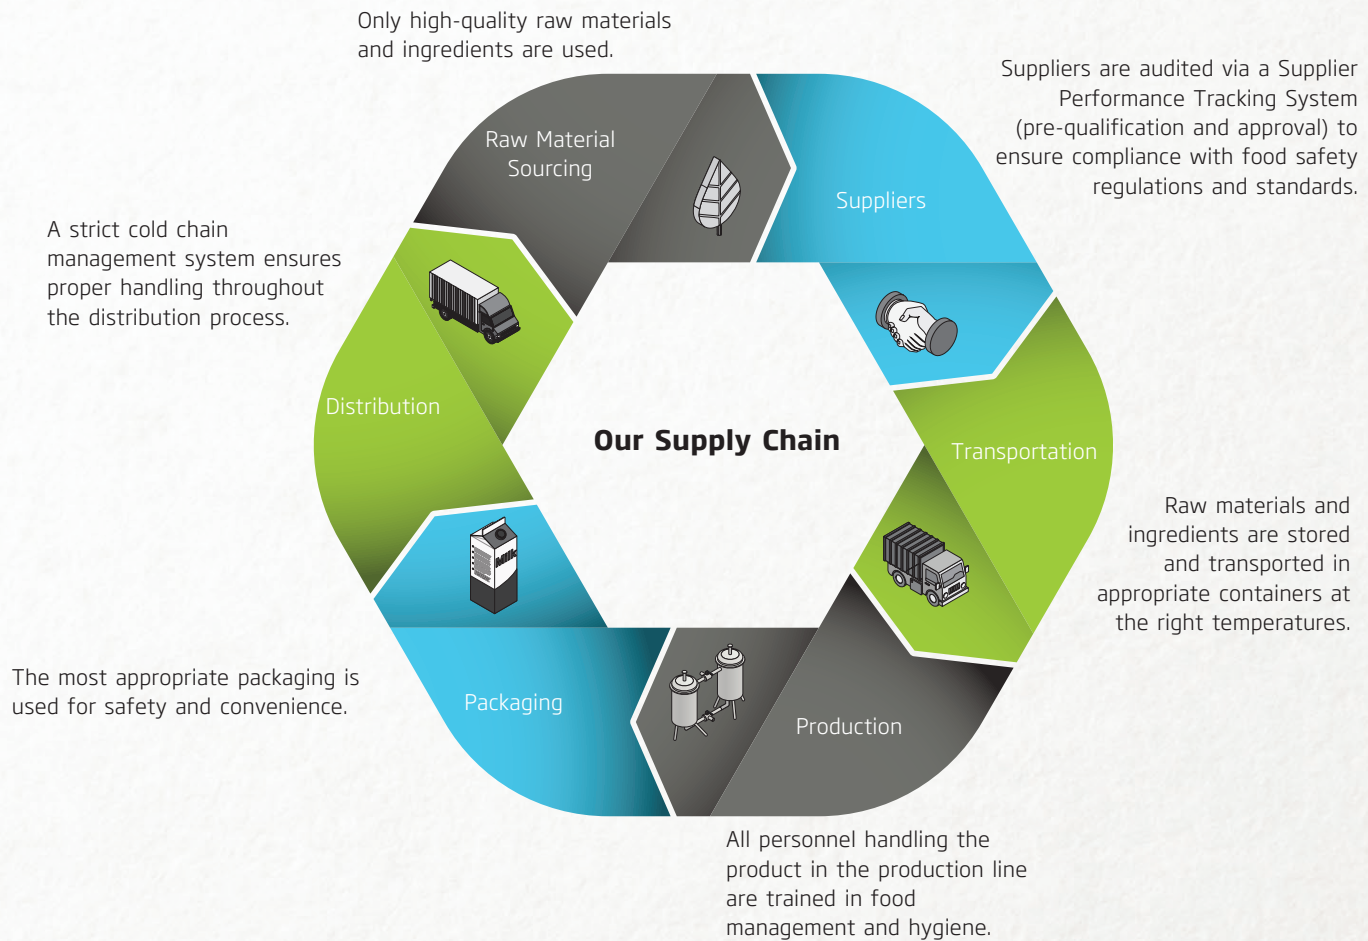 Only high-quality raw materials
and ingredients are used.
Raw Material
Sourcing
Suppliers are audited via a Supplier
Performance Tracking System
(pre-qualification and approval) to
ensure compliance with food safety
regulations and standards.
Suppliers
A strict cold chain
management system ensures
proper handling throughout
the distribution process.
Distribution
Our Supply Chain
Transportation
Raw materials and
ingredients are stored
and transported in
appropriate containers at
the right temperatures.
Milk
The most appropriate packaging is
used for safety and convenience.
Packaging
Production
All personnel handling the
product in the production line
are trained in food
management and hygiene.